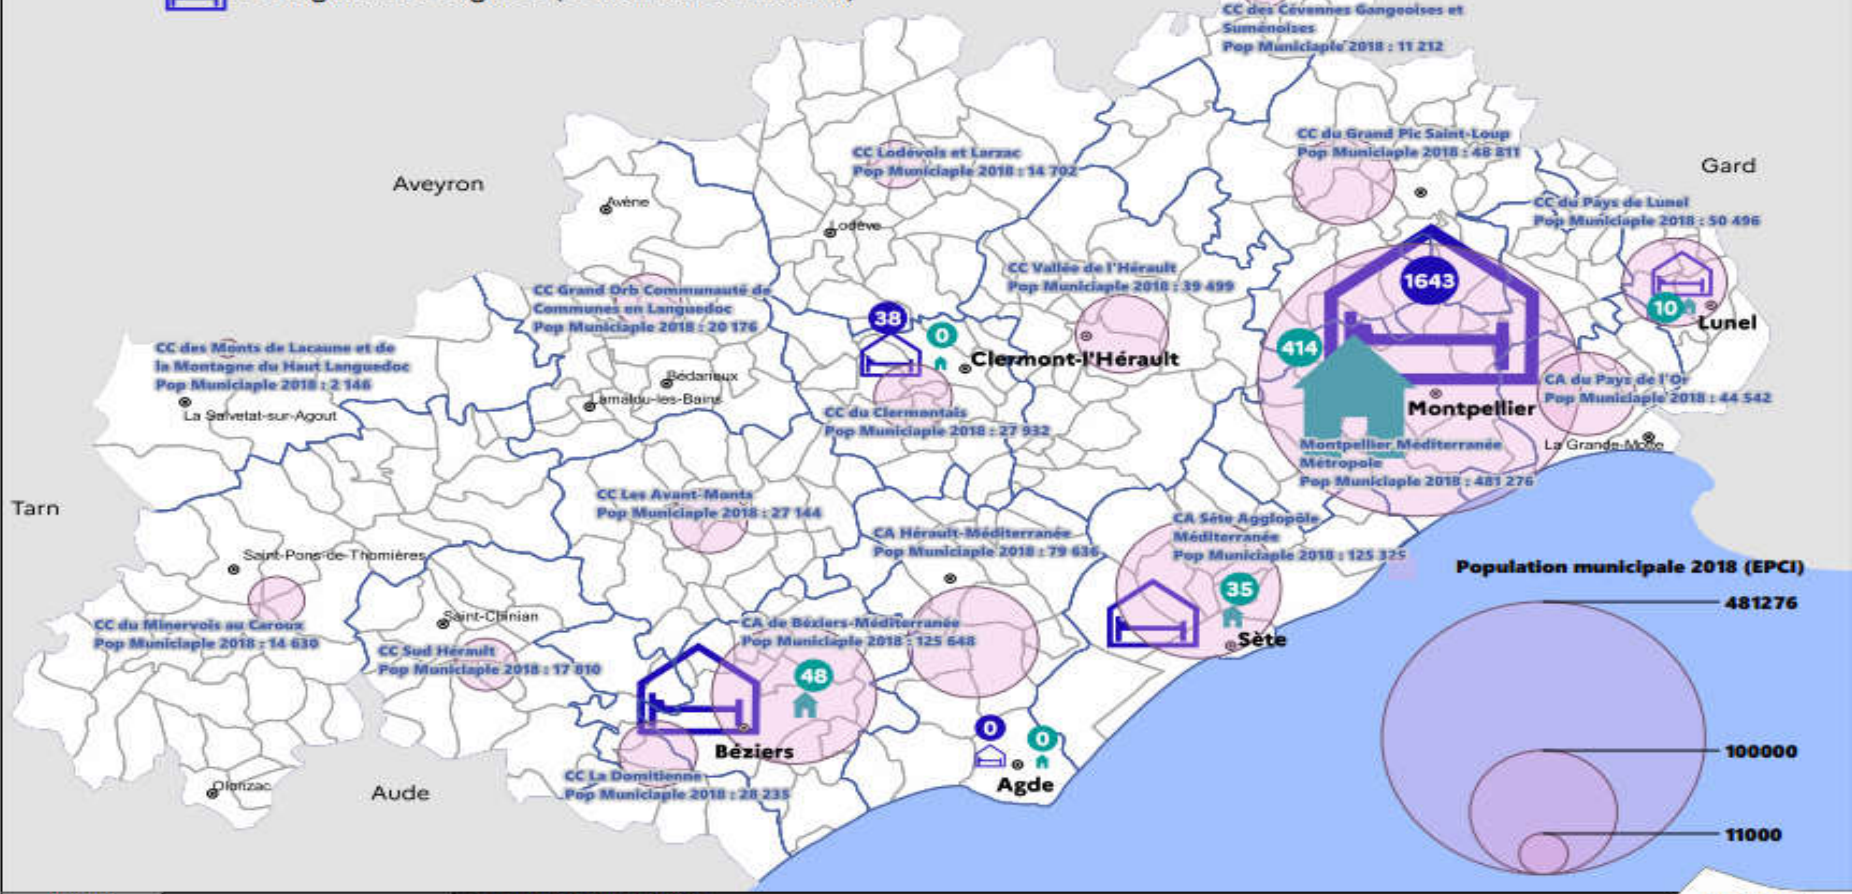 CC des Cévennes Gangeoises et
Suménoises
Pop Municiaple 2018 : 11 212
CC du Grand Pic Saint-Loup
Pop Municiaple 2018 : 48 811
Gard
CC Lodévois et Larzac
Pop Municiaple 2018 : 14 702
Aveyron
Avène
Lodève
CC du Pays de Lunel
Pop Municiaple 2018 : 50 496
CC Vallée de l'Hérault
Pop Municiaple 2018 : 39 499
1643
CC Grand Orb Communauté de
Communes en Languedoc
Pop Municiaple 2018 : 20 176
38
0
10
Lunel
414
CC des Monts de Lacaune et de
la Montagne du Haut Languedoc
Pop Municiaple 2018 : 2 146
Clermont-l'Hérault
Bédarieux
Lamalou-les-Bains
La Salvetat-sur-Agout
CA du Pays de l'Or
Pop Municiaple 2018 : 44 542
Montpellier
CC du Clermontais
Pop Municiaple 2018 : 27 932
La Grande-Motte
Montpellier Méditerranée
Métropole
Pop Municiaple 2018 : 481 276
CC Les Avant-Monts
Pop Municiaple 2018 : 27 144
Tarn
CA Sète Agglopôle
Méditerranée
Pop Municiaple 2018 : 125 325
CA Hérault-Méditerranée
Pop Municiaple 2018 : 79 636
Saint-Pons-de-Thomières
Population municipale 2018 (EPCI)
481276
35
Saint-Chinian
CC du Minervois au Caroux
Pop Municiaple 2018 : 14 630
CA de Béziers-Méditerranée
Pop Municiaple 2018 : 125 648
Sète
CC Sud Hérault
Pop Municiaple 2018 : 17 810
48
0
0
Béziers
100000
CC La Domitienne
Pop Municiaple 2018 : 28 235
Agde
Olonzac
Aude
11000